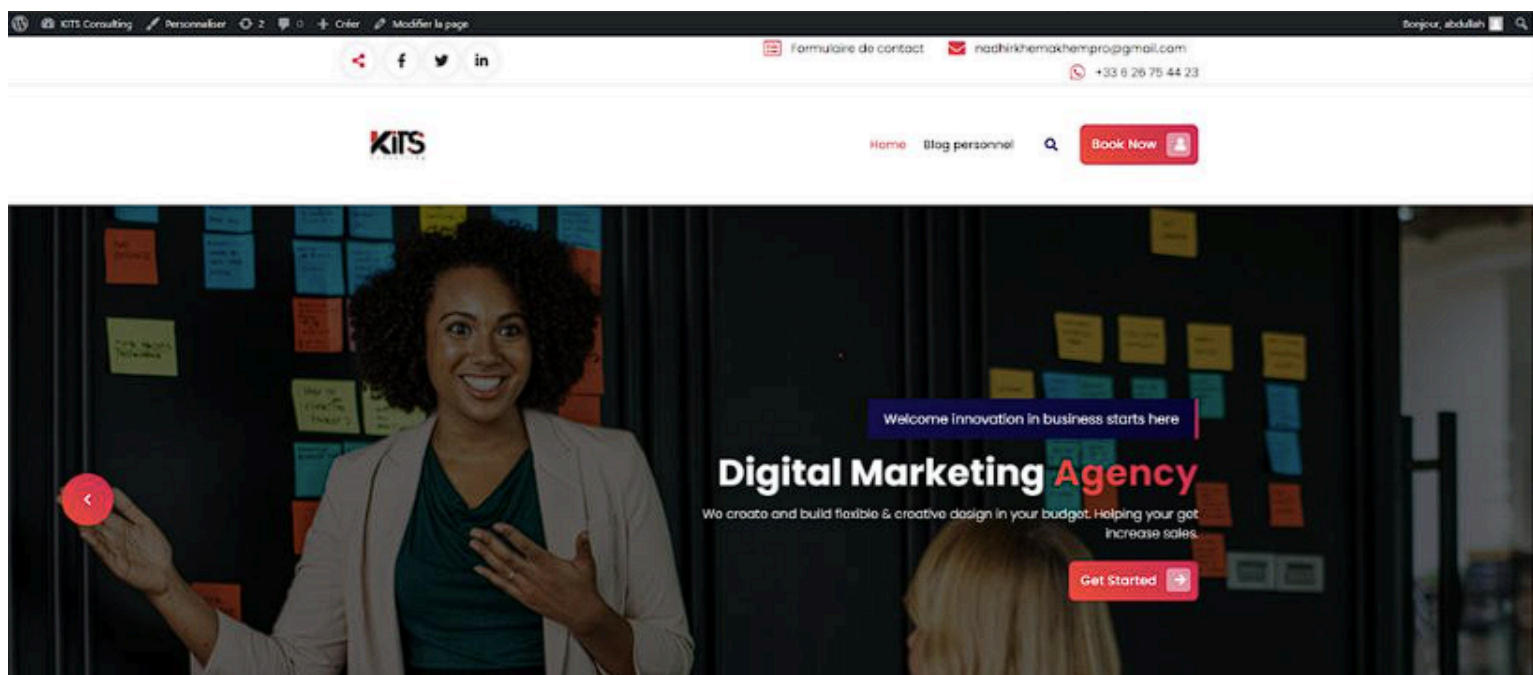 KITS Consulting Personnaliser 2 0 Créer Modifier la page Bonjour, abdullah
Formulaire de contact nadhirkhemakhempro@gmail.com
+33 6 26 75 44 23
KiTS
Home Blog personnel Book Now
Welcome innovation in business starts here
Digital Marketing Agency
We create and build flexible & creative design in your budget. Helping your get
increase sales.
Get Started